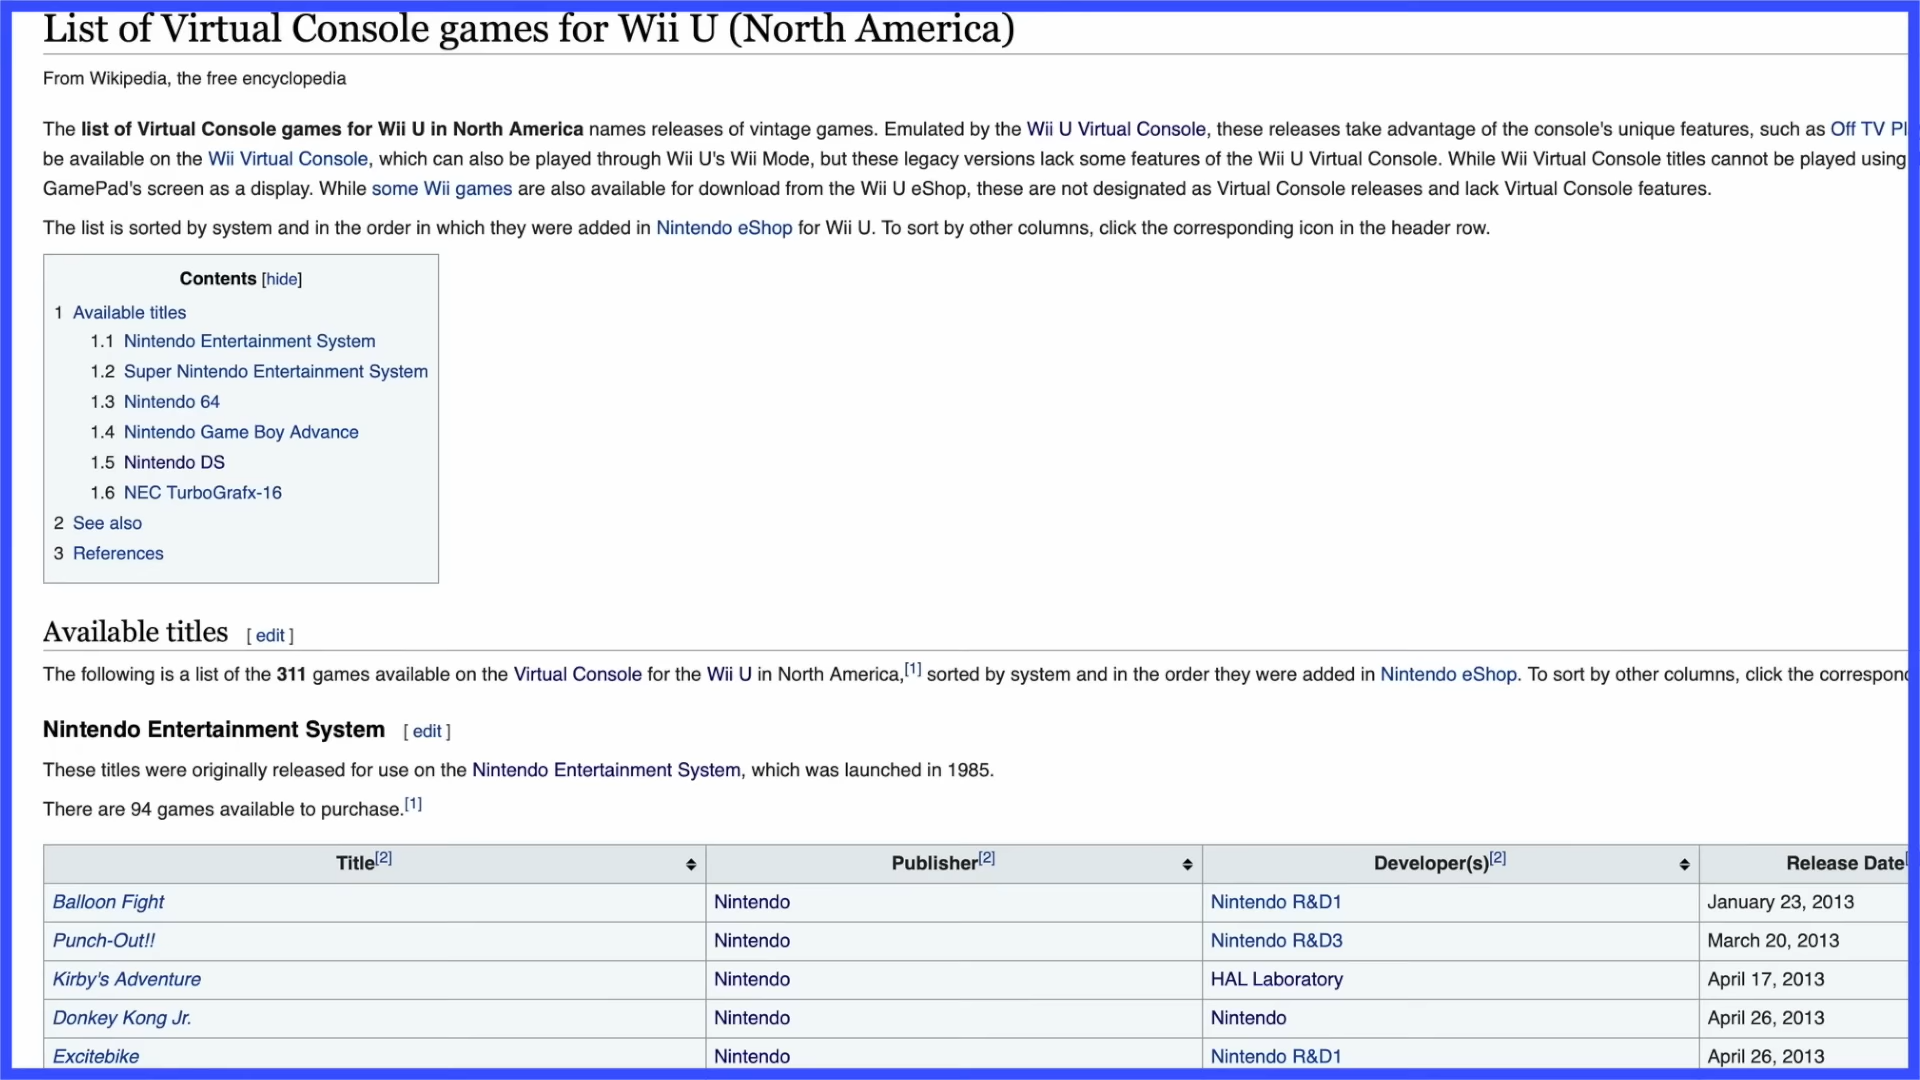 List of Virtual Console games for Wii U (North America)
From Wikipedia, the free encyclopedia
The list of Virtual Console games for Wii U in North America names releases of vintage games. Emulated by the Wii U Virtual Console, these releases take advantage of the console's unique features, such as Off TV Pl
be available on the Wii Virtual Console, which can also be played through Wii U's Wii Mode, but these legacy versions lack some features of the Wii U Virtual Console. While Wii Virtual Console titles cannot be played using
GamePad's screen as a display. While some Wii games are also available for download from the Wii U eShop, these are not designated as Virtual Console releases and lack Virtual Console features.
The list is sorted by system and in the order in which they were added in Nintendo eShop for Wii U. To sort by other columns, click the corresponding icon in the header row.
Contents [hide]
1 Available titles
1.1 Nintendo Entertainment System
1.2 Super Nintendo Entertainment System
1.3 Nintendo 64
1.4 Nintendo Game Boy Advance
1.5 Nintendo DS
1.6 NEC TurboGrafx-16
2 See also
3 References
Available titles [ edit ]
The following is a list of the 311 games available on the Virtual Console for the Wii U in North America,[1] sorted by system and in the order they were added in Nintendo eShop. To sort by other columns, click the correspon
Nintendo Entertainment System [ edit ]
These titles were originally released for use on the Nintendo Entertainment System, which was launched in 1985.
There are 94 games available to purchase.[1]
Title[2] Publisher[2] Developer(s)[2] Release Date[
Balloon Fight Nintendo Nintendo R&D1 January 23, 2013
Punch-Out!! Nintendo Nintendo R&D3 March 20, 2013
Kirby's Adventure Nintendo HAL Laboratory April 17, 2013
Donkey Kong Jr. Nintendo Nintendo April 26, 2013
Excitebike Nintendo Nintendo R&D1 April 26, 2013